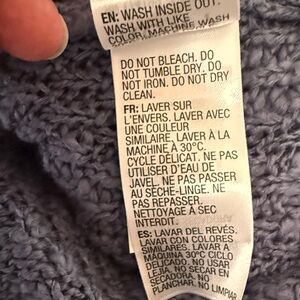 EN: WASH INSIDE OUT.
WASH WITH LIKE
COLOR. MACHINE WASH
DO NOT BLEACH. DO
NOT TUMBLE DRY. DO
NOT IRON. DO NOT DRY
CLEAN.
FR: LAVER SUR
L'ENVERS. LAVER AVEC
UNE COULEUR
SIMILAIRE. LAVER À LA
MACHINE À 30°C.
CYCLE DÉLICAT. NE PAS
UTILISER D'EAU DE
JAVEL. NE PAS PASSER
AU SÈCHE-LINGE. NE
PAS REPASSER.
NETTOYAGE À SEC
INTERDIT.
ES: LAVAR DEL REVÉS.
LAVAR CON COLORES
SIMILARES. LAVAR A
MÁQUINA 30°C CICLO
DELICADO. NO USAR
LEJÍA. NO SECAR EN
SECADORA. NO
PLANCHAR. NO LIMPIAR